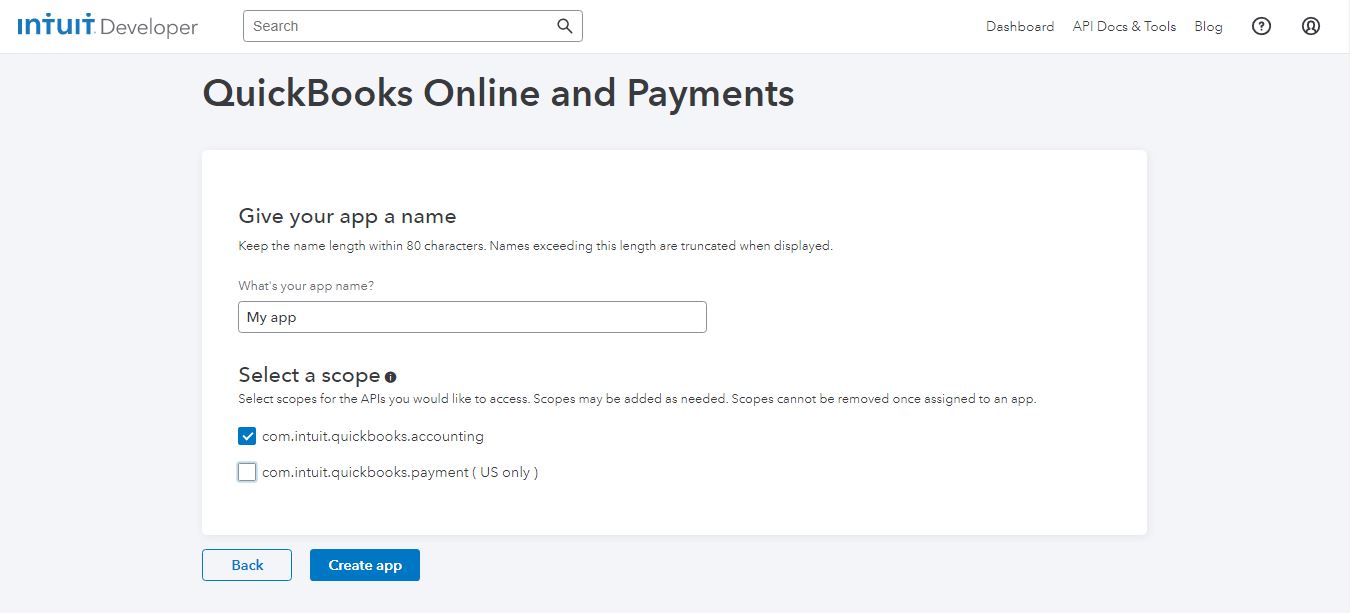 INTUIT Developer
Search
Dashboard API Docs & Tools Blog
QuickBooks Online and Payments
Give your app a name
Keep the name length within 80 characters. Names exceeding this length are truncated when displayed.
What's your app name?
My app
Select a scope
Select scopes for the APIs you would like to access. Scopes may be added as needed. Scopes cannot be removed once assigned to an app.
com.intuit.quickbooks.accounting
com.intuit.quickbooks.payment ( US only )
Back Create app